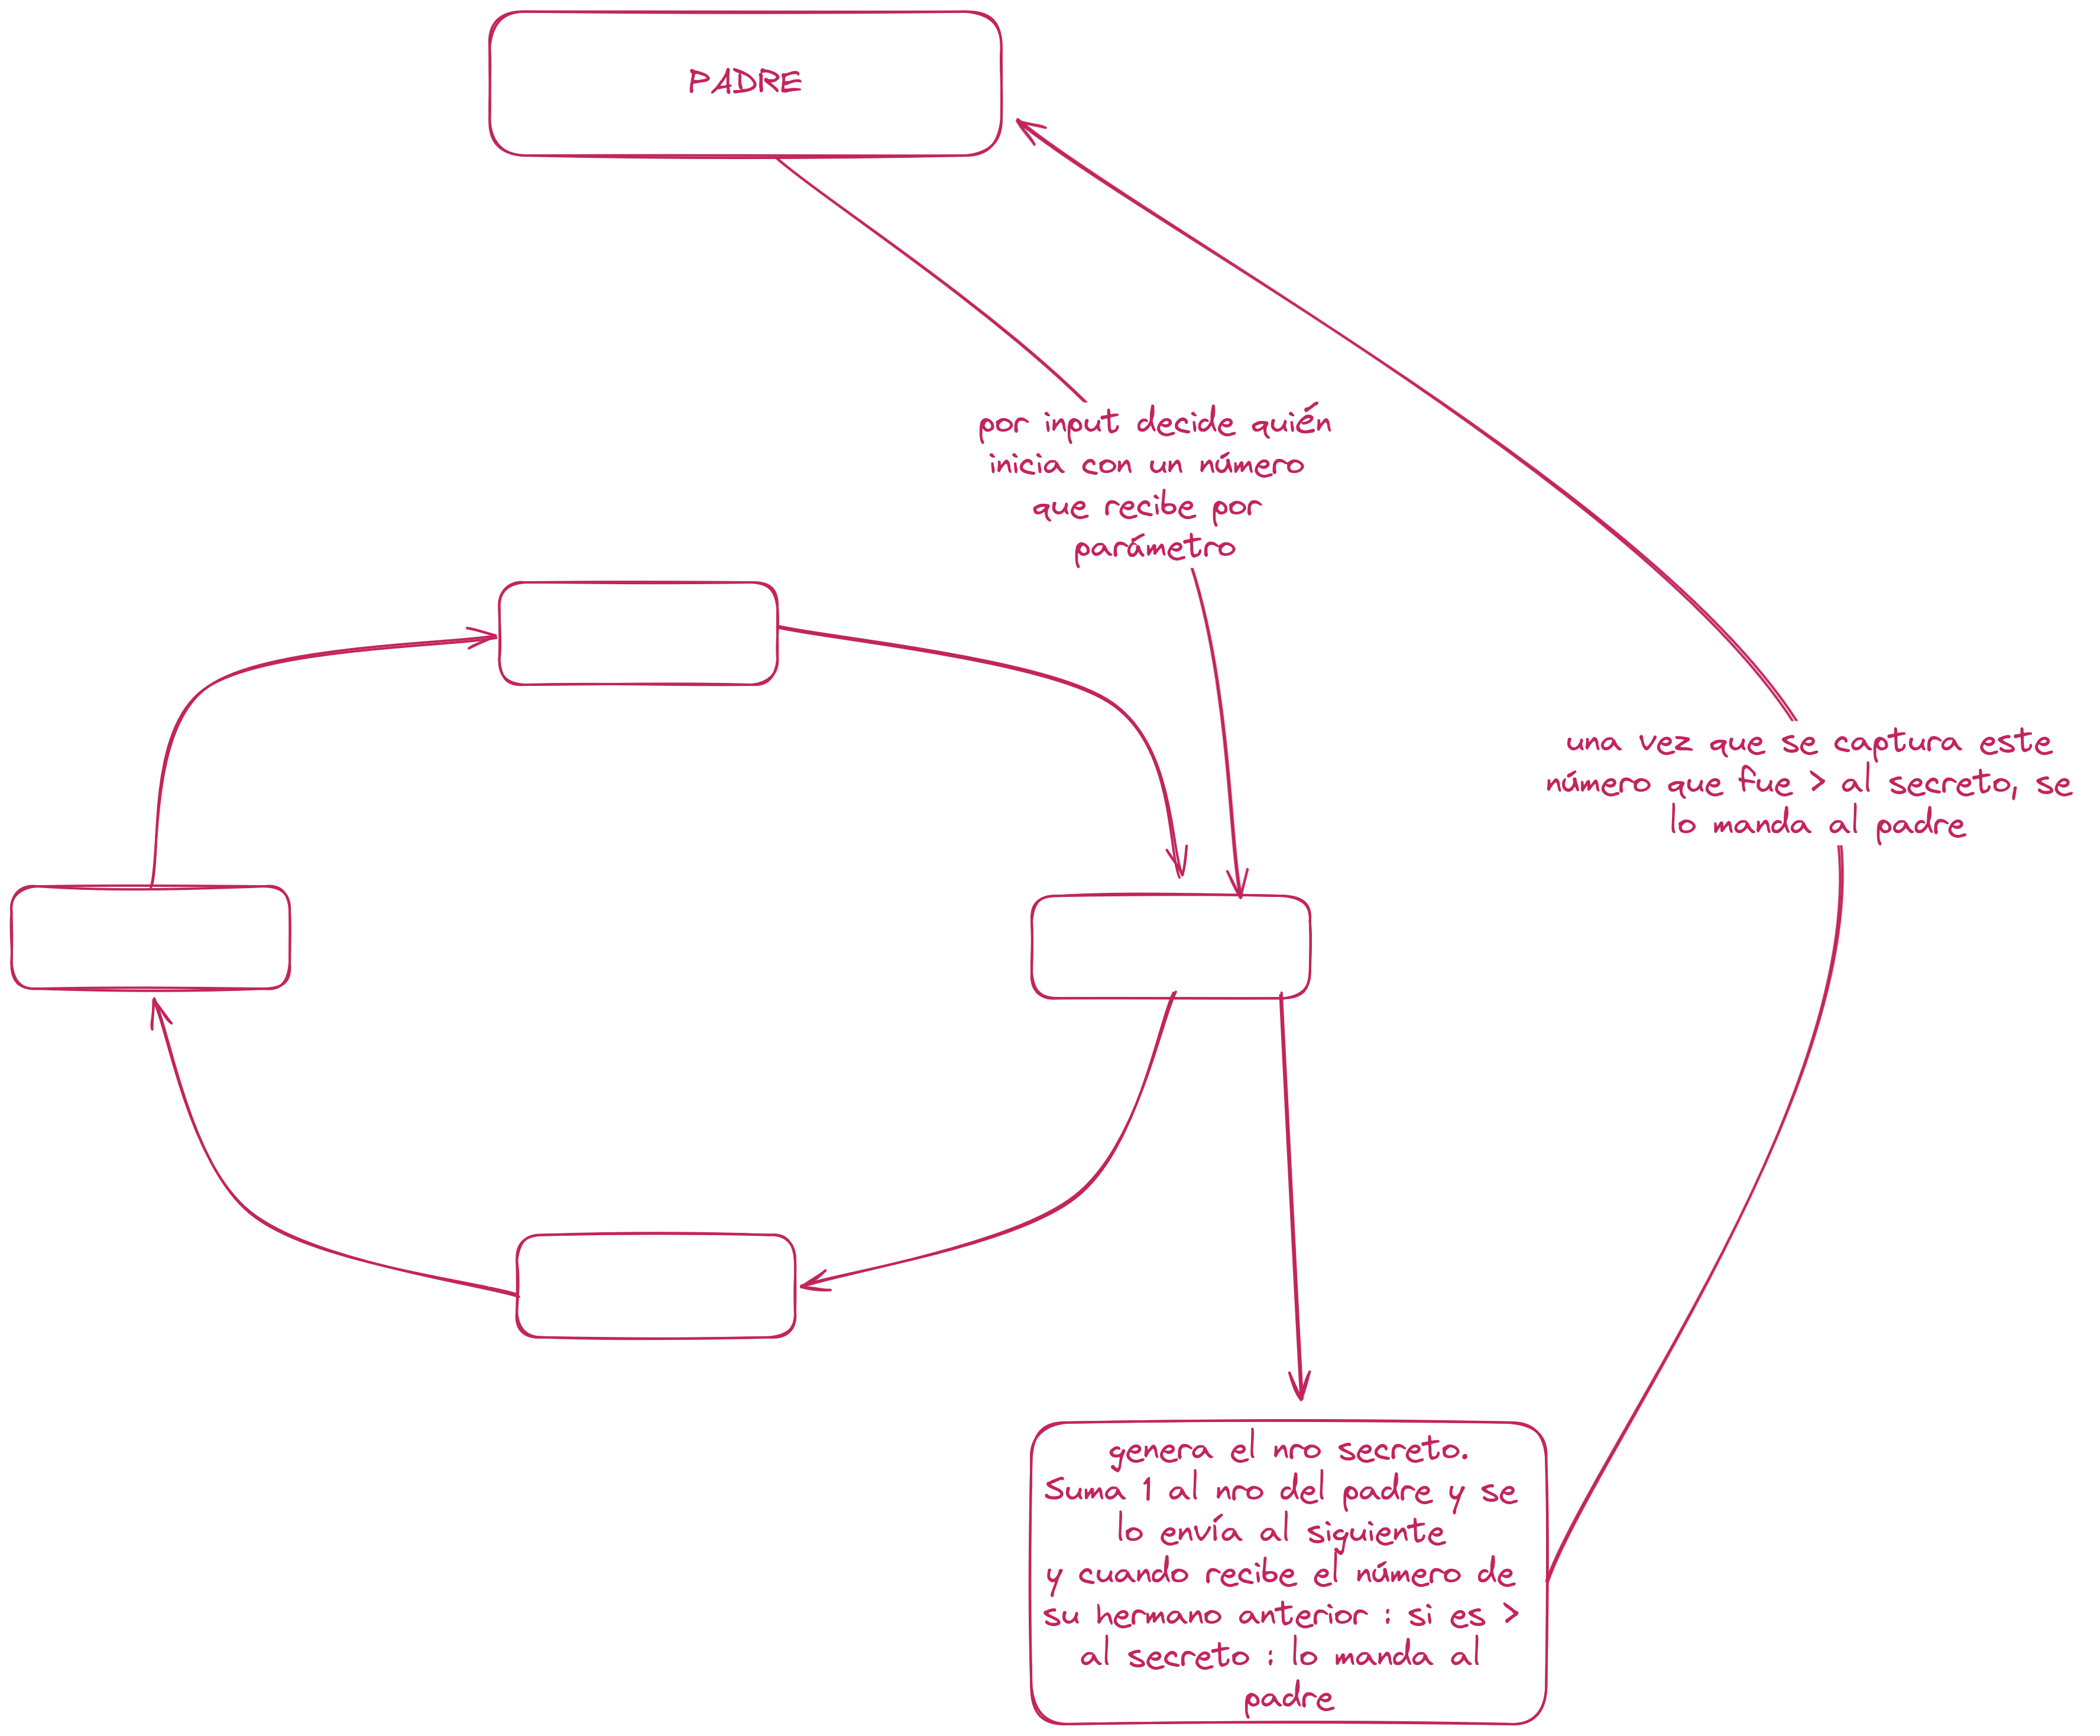 PADRE
por input decide quién
inicia con un número
que recibe por
parámetro
una vez que se captura este
número que fue > al secreto, se
lo manda al padre
genera el nro secreto.
Suma 1 al nro del padre y se
lo envía al siguiente
y cuando recibe el número de
su hermano anterior : si es >
al secreto : lo manda al
padre